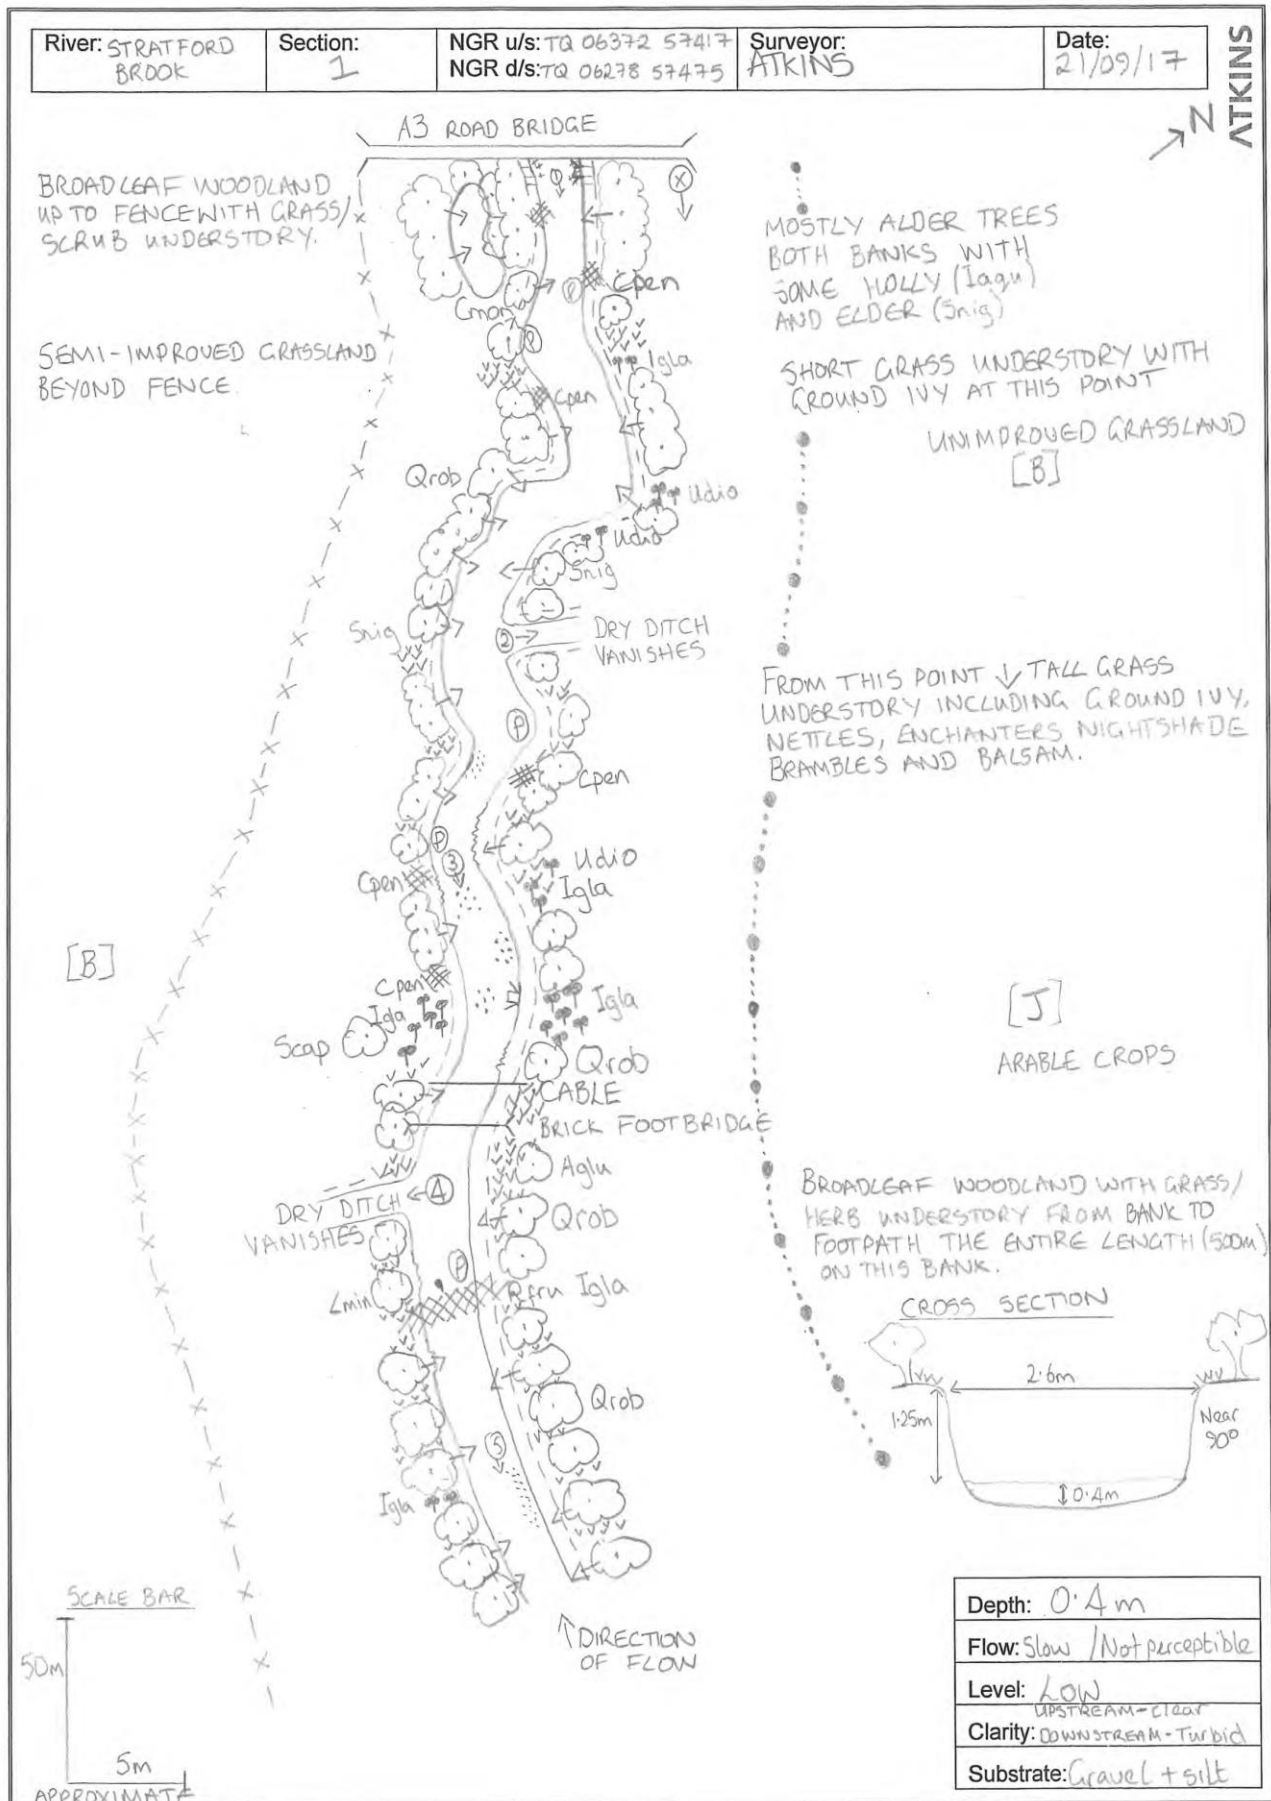 River: STRATFORD BROOK
Section: 1
NGR u/s: TQ 06372 57417
NGR d/s: TQ 06278 57475
Surveyor: ATKINS
Date: 21/09/17
ATKINS
A3 ROAD BRIDGE
N
BROADLEAF WOODLAND
UP TO FENCE WITH GRASS/
SCRUB UNDERSTORY.
1
X
MOSTLY ALDER TREES
BOTH BANKS WITH
SOME HOLLY (Iaqu)
AND ELDER (Snig)
Cpen
P
Cmon
P
SEMI-IMPROVED GRASSLAND
BEYOND FENCE.
Igla
Cpen
SHORT GRASS UNDERSTORY WITH
GROUND IVY AT THIS POINT
UNIMPROVED GRASSLAND
[B]
Qrob
Udio
Udio
Snig
Snig
2
DRY DITCH
VANISHES
FROM THIS POINT ↓ TALL GRASS
UNDERSTORY INCLUDING GROUND IVY,
NETTLES, ENCHANTERS NIGHTSHADE
BRAMBLES AND BALSAM.
P
Cpen
P
3
Udio
Cpen
Igla
[B]
Cpen
Igla
Igla
[J]
Scap
Qrob
ARABLE CROPS
CABLE
BRICK FOOTBRIDGE
Aglu
4
DRY DITCH
VANISHES
Qrob
BROADLEAF WOODLAND WITH GRASS/
HERB UNDERSTORY FROM BANK TO
FOOTPATH THE ENTIRE LENGTH (500m)
ON THIS BANK.
P
Lmin
Rfru Igla
CROSS SECTION
2.6m
1.25m
Near
90°
0.4m
Qrob
5
Igla
SCALE BAR
50m
5m
APPROXIMATE
↑ DIRECTION
OF FLOW
Depth: 0.4m
Flow: Slow / Not perceptible
Level: LOW
UPSTREAM - Clear
Clarity: DOWNSTREAM - Turbid
Substrate: Gravel + silt